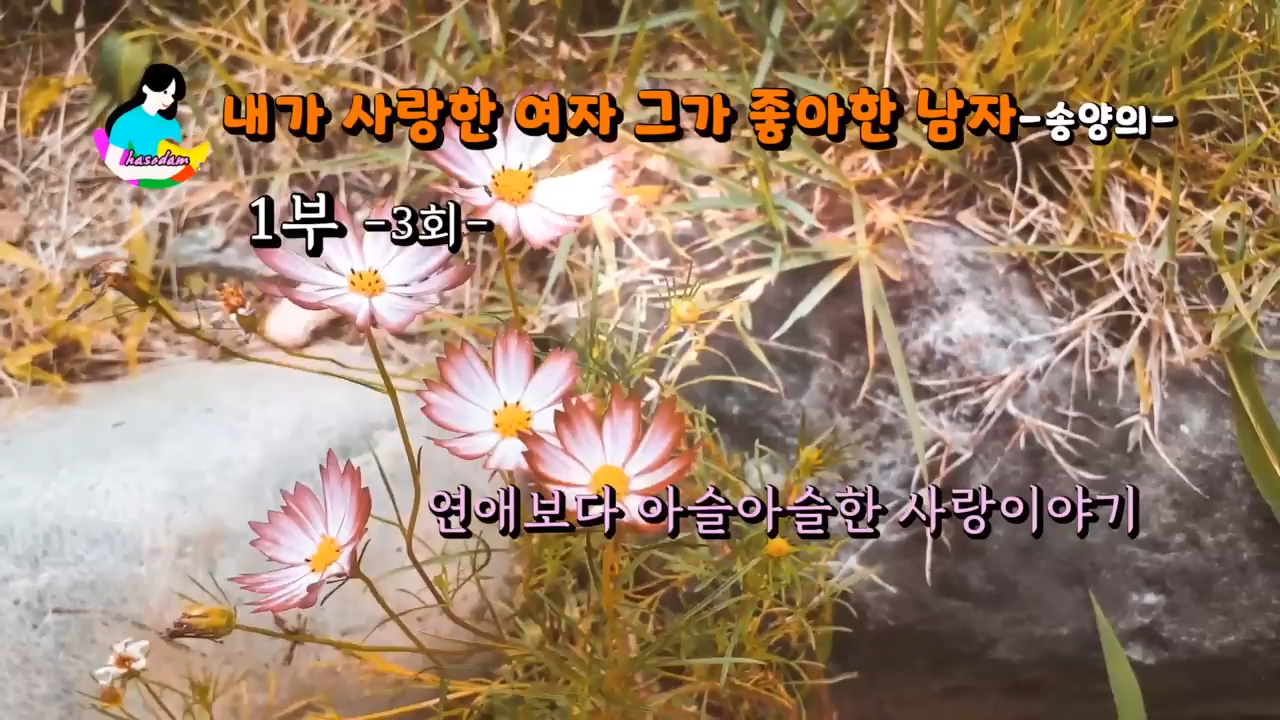 내가 사랑한 여자 그가 좋아한 남자-송양의-
hasodam
1부 -3회-
연애보다 아슬아슬한 사랑이야기